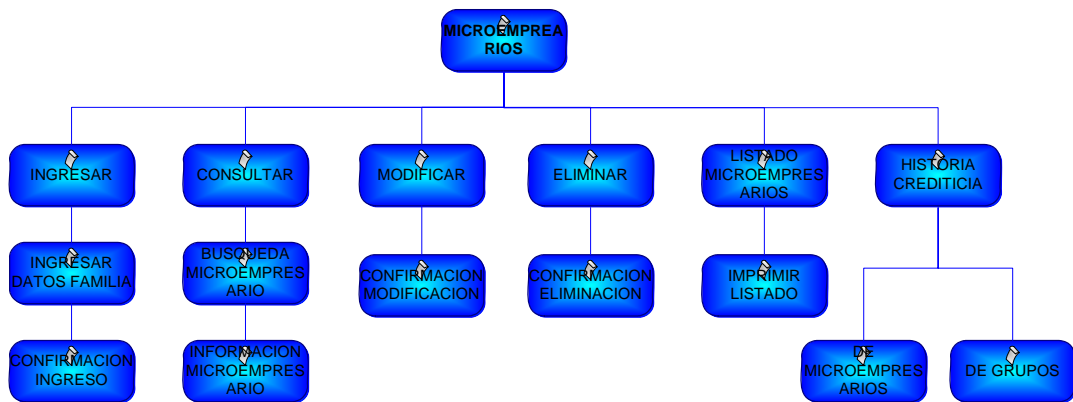 MICROEMPREA
RIOS
INGRESAR
CONSULTAR
MODIFICAR
ELIMINAR
LISTADO
MICROEMPRES
ARIOS
HISTORIA
CREDITICIA
INGRESAR
DATOS FAMILIA
BUSQUEDA
MICROEMPRES
ARIO
CONFIRMACION
MODIFICACION
CONFIRMACION
ELIMINACION
IMPRIMIR
LISTADO
CONFIRMACION
INGRESO
INFORMACION
MICROEMPRES
ARIO
DE
MICROEMPRES
ARIOS
DE GRUPOS